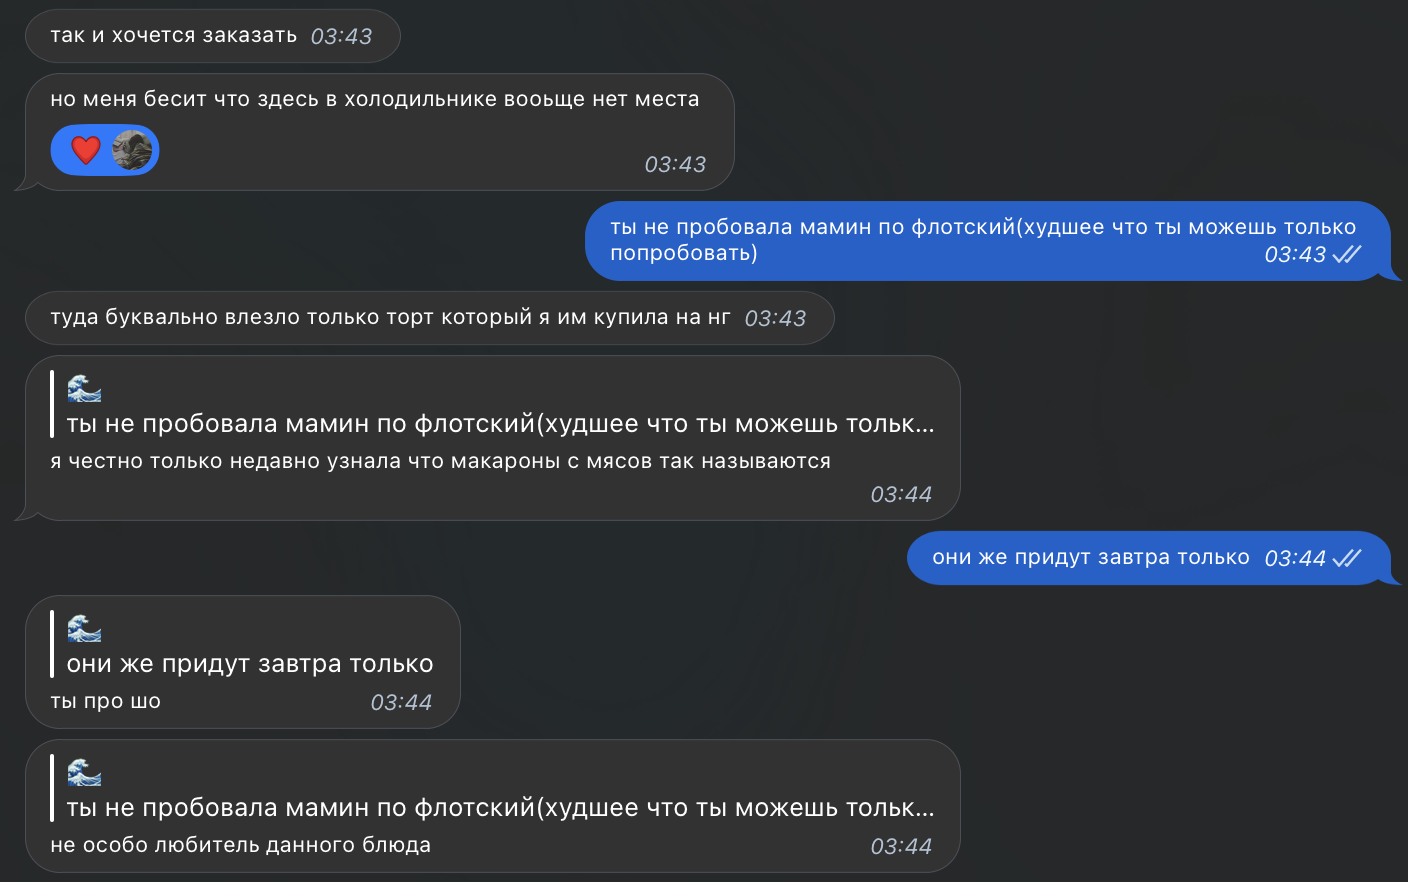 так и хочется заказать 03:43
но меня бесит что здесь в холодильнике вооьще нет места
03:43
ты не пробовала мамин по флотский(худшее что ты можешь только
попробовать) 03:43
туда буквально влезло только торт который я им купила на нг 03:43
ты не пробовала мамин по флотский(худшее что ты можешь тольк...
я честно только недавно узнала что макароны с мясов так называются
03:44
они же придут завтра только 03:44
они же придут завтра только
ты про шо 03:44
ты не пробовала мамин по флотский(худшее что ты можешь тольк...
не особо любитель данного блюда 03:44